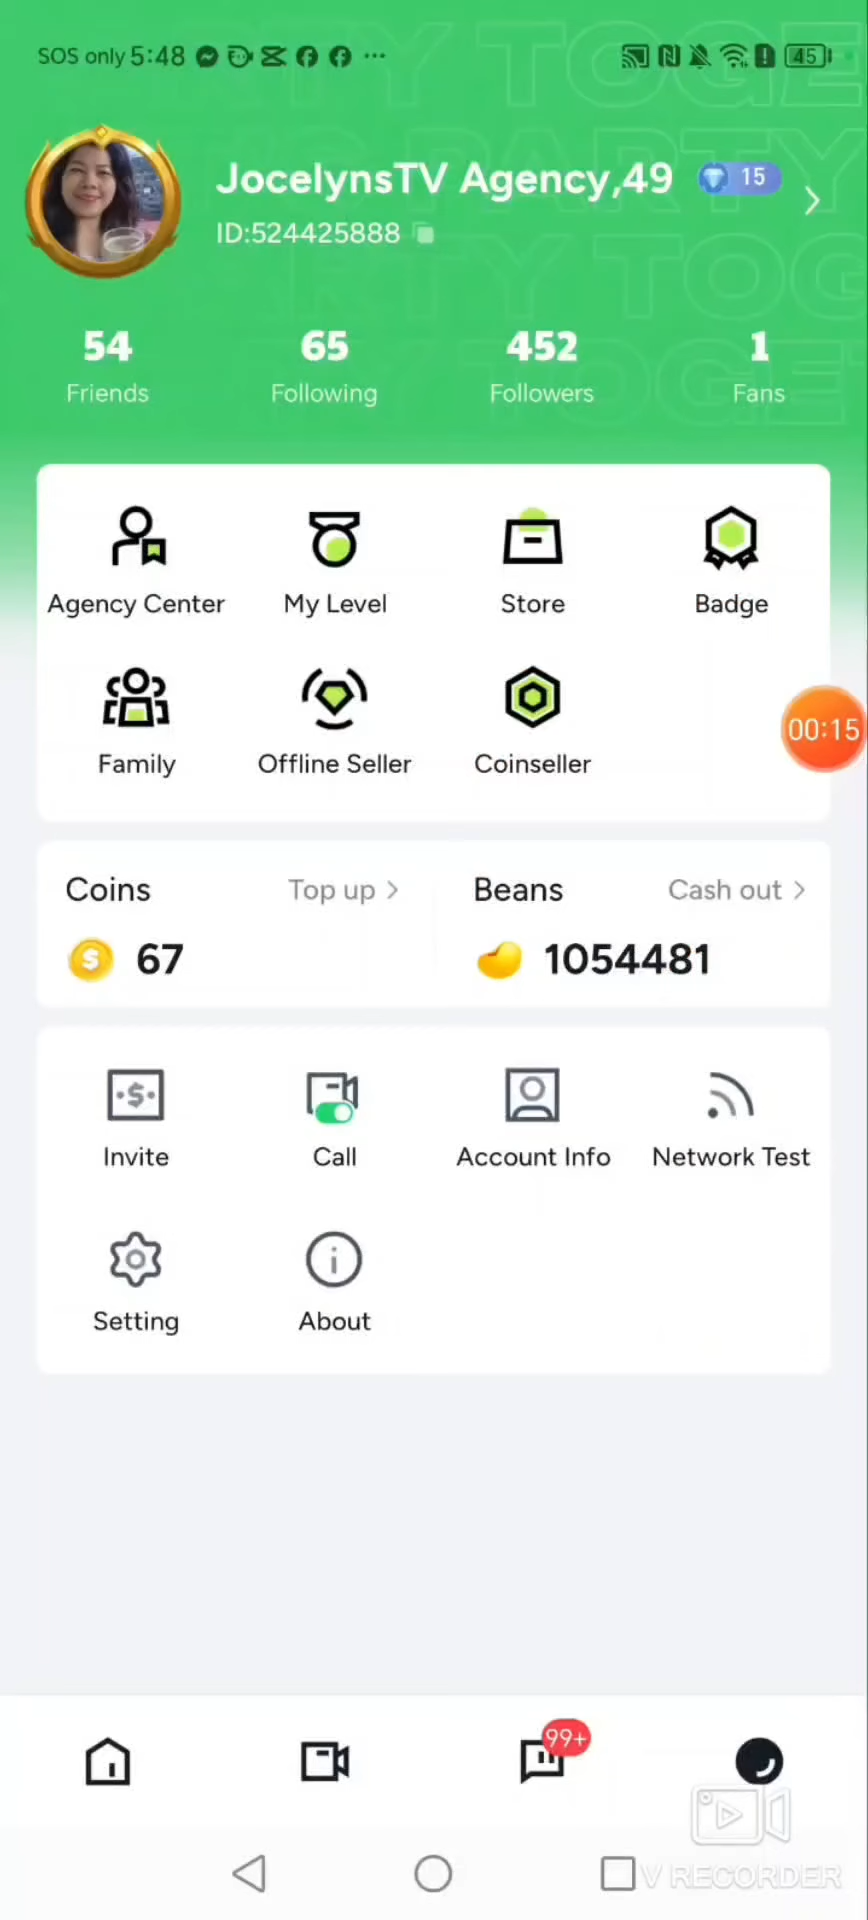 SOS only 5:48
45
JocelynsTV Agency,49
15
ID:524425888
54
65
452
1
Friends
Following
Followers
Fans
Agency Center
My Level
Store
Badge
Family
Offline Seller
Coinseller
00:15
Coins
Top up >
Beans
Cash out >
67
1054481
Invite
Call
Account Info
Network Test
Setting
About
99+
V RECORDER